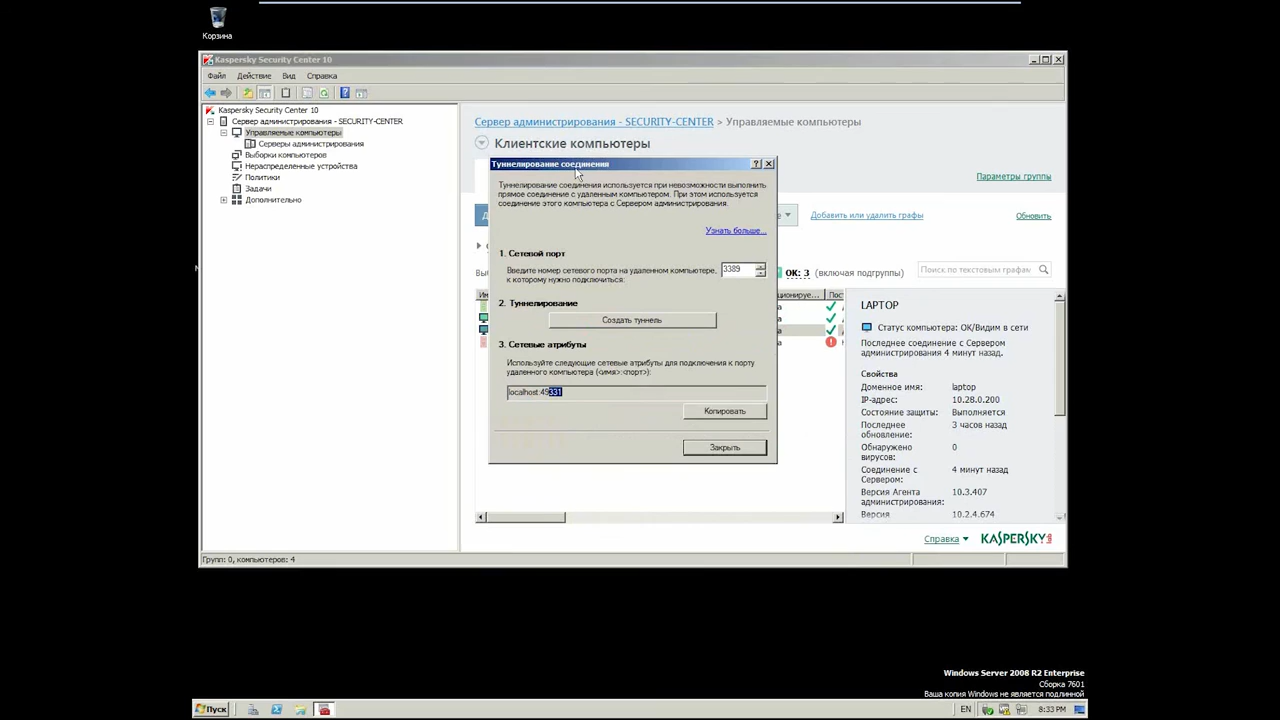 Корзина
Kaspersky Security Center 10
Файл Действие Вид Справка
Kaspersky Security Center 10
Сервер администрирования - SECURITY-CENTER
Управляемые компьютеры
Серверы администрирования
Выборки компьютеров
Нераспределенные устройства
Политики
Задачи
Дополнительно
Сервер администрирования - SECURITY-CENTER > Управляемые компьютеры
Клиентские компьютеры
Параметры группы
Добавить или удалить графы
Обновить
OK: 3 (включая подгруппы)
Поиск по текстовым графам
Туннелирование соединения
Туннелирование соединения используется при невозможности выполнить
прямое соединение с удаленным компьютером. При этом используется
соединение этого компьютера с Сервером администрирования.
Узнать больше...
1. Сетевой порт
Введите номер сетевого порта на удаленном компьютере,
к которому нужно подключиться:
3389
2. Туннелирование
Создать туннель
3. Сетевые атрибуты
Используйте следующие сетевые атрибуты для подключения к порту
удаленного компьютера (<имя>:<порт>):
localhost:49331
Копировать
Закрыть
LAPTOP
Статус компьютера: OK/Видим в сети
Последнее соединение с Сервером
администрирования 4 минут назад.
Свойства
Доменное имя: laptop
IP-адрес: 10.28.0.200
Состояние защиты: Выполняется
Последнее обновление: 3 часов назад
Обнаружено вирусов: 0
Соединение с Сервером: 4 минут назад
Версия Агента администрирования: 10.3.407
Версия 10.2.4.674
Справка KASPERSKY
Групп: 0, компьютеров: 4
Windows Server 2008 R2 Enterprise
Сборка 7601
Ваша копия Windows не является подлинной
Пуск
EN 8:33 PM